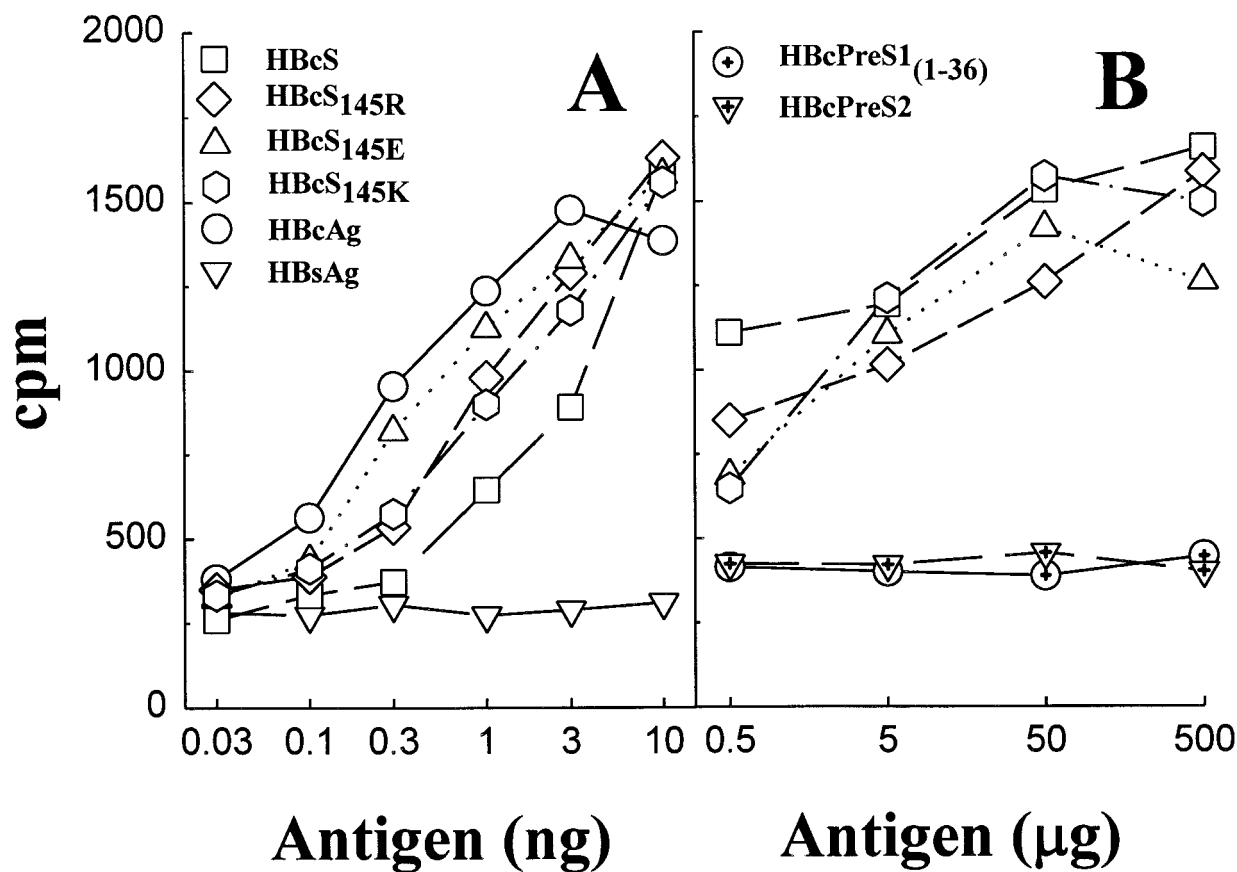 2000
1500
1000
500
0
cpm
A
HBcS
HBcS145R
HBcS145E
HBcS145K
HBcAg
HBsAg
0.03 0.1 0.3 1 3 10
Antigen (ng)
B
HBcPreS1(1-36)
HBcPreS2
0.5 5 50 500
Antigen (μg)